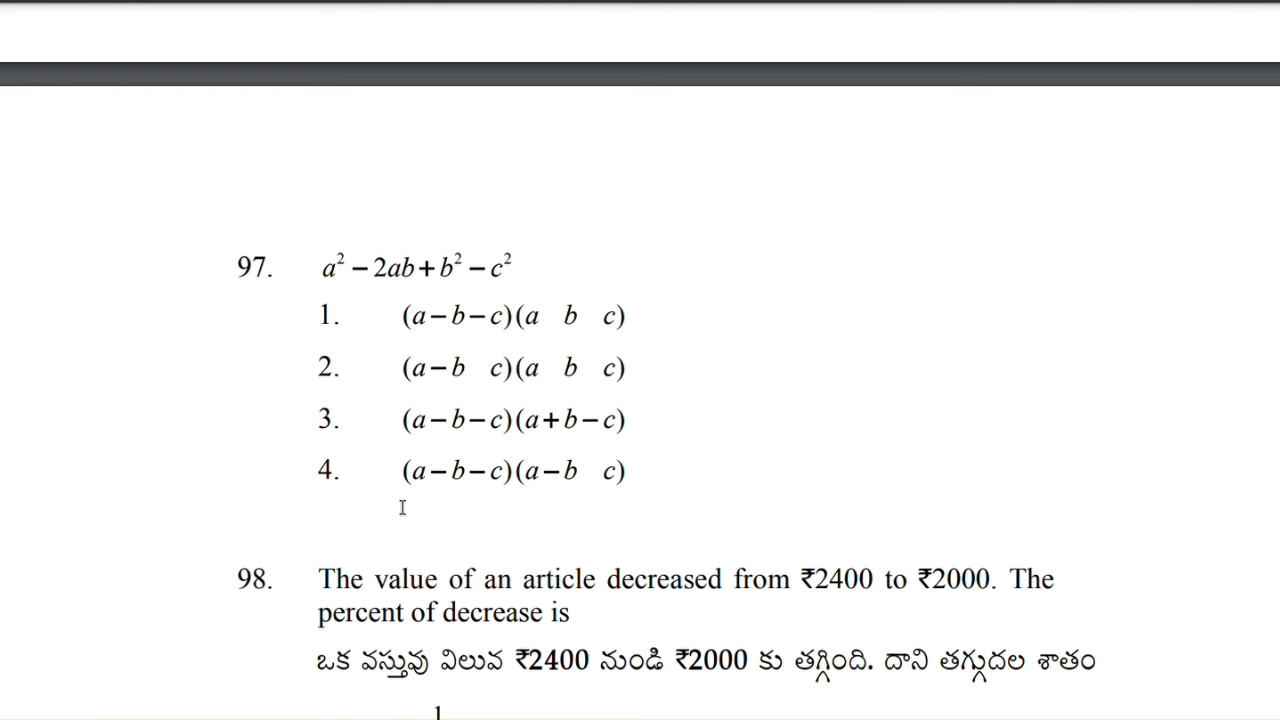 97. a² − 2ab + b² − c²
1. (a − b − c)(a b c)
2. (a − b c)(a b c)
3. (a − b − c)(a + b − c)
4. (a − b − c)(a − b c)
98. The value of an article decreased from ₹2400 to ₹2000. The
percent of decrease is
ఒక వస్తువు విలువ ₹2400 నుండి ₹2000 కు తగ్గింది. దాని తగ్గుదల శాతం
1